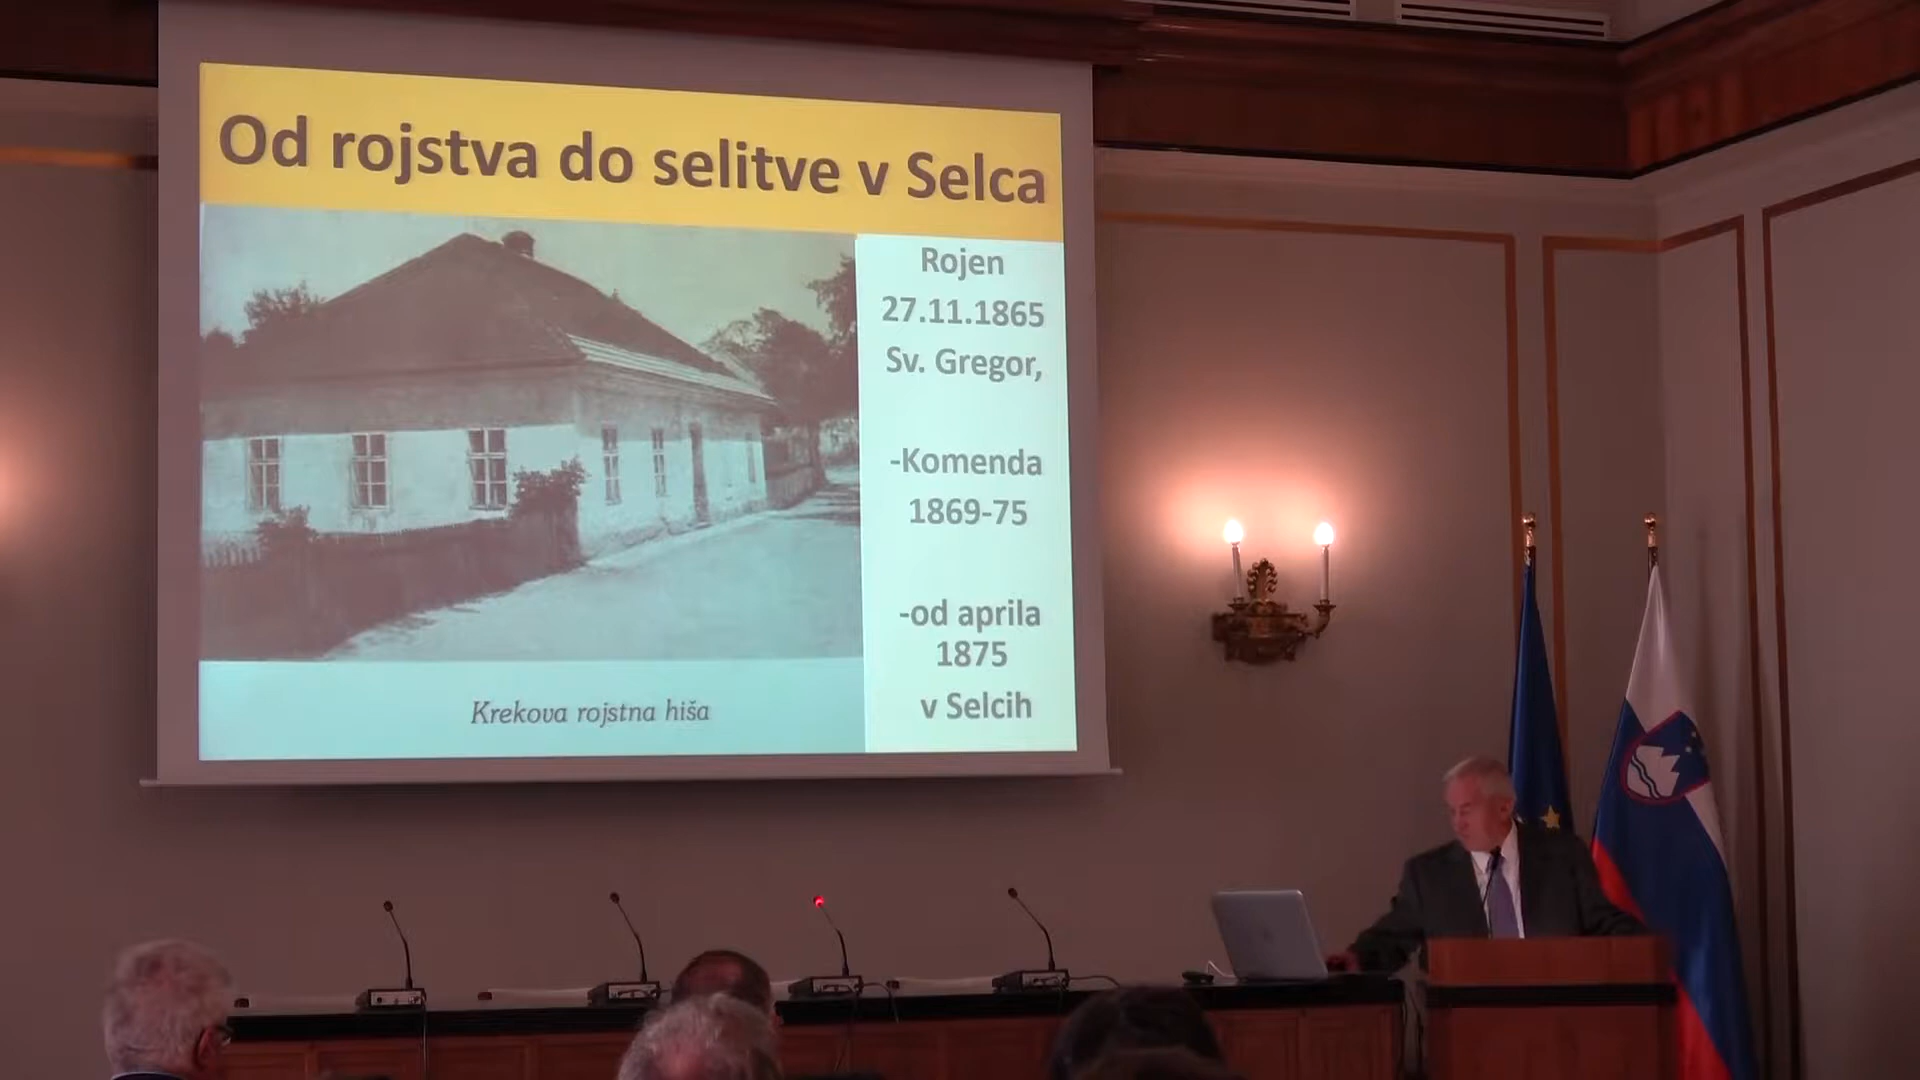 Od rojstva do selitve v Selca
Rojen
27.11.1865
Sv. Gregor,
-Komenda
1869-75
-od aprila
1875
v Selcih
Krekova rojstna hiša